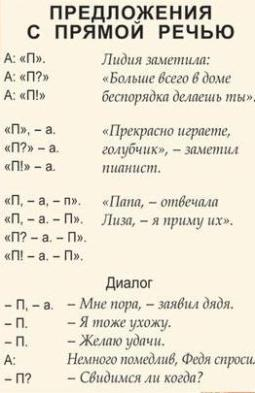 ПРЕДЛОЖЕНИЯ
С ПРЯМОЙ РЕЧЬЮ
А: «П». Лидия заметила:
А: «П?» «Больше всего в доме
А: «П!» беспорядка делаешь ты».
«П», – а. «Прекрасно играете,
«П?» – а. голубчик», – заметил
«П!» – а. пианист.
«П, – а, – п». «Папа, – отвечала
«П, – а. – П». Лиза, – я приму их».
«П? – а. – П».
«П! – а. – П».
Диалог
– П, – а. – Мне пора, – заявил дядя.
– П. – Я тоже ухожу.
– П. – Желаю удачи.
А: Немного помедлив, Федя спроси
– П? – Свидимся ли когда?